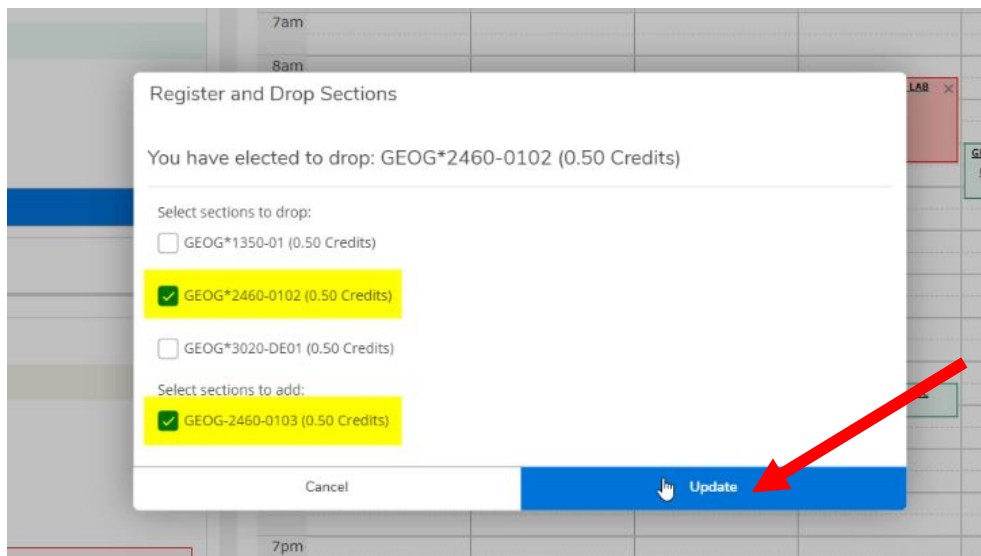 7am
8am
LAB
Register and Drop Sections
You have elected to drop: GEOG*2460-0102 (0.50 Credits)
Select sections to drop:
GEOG*1350-01 (0.50 Credits)
GEOG*2460-0102 (0.50 Credits)
GEOG*3020-DE01 (0.50 Credits)
Select sections to add:
GEOG-2460-0103 (0.50 Credits)
Cancel
Update
7pm